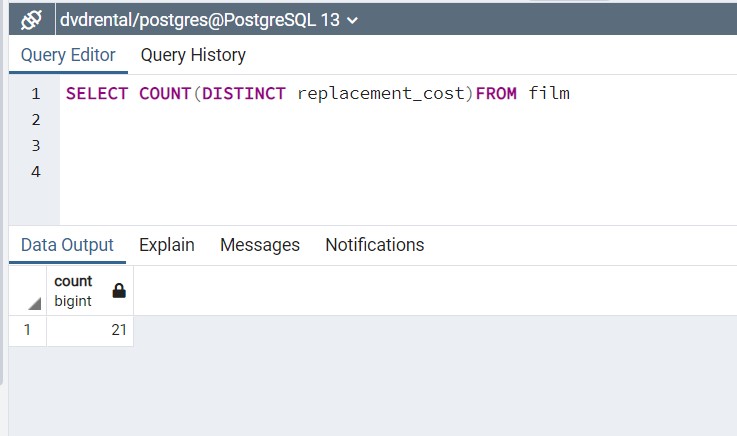 dvdrental/postgres@PostgreSQL 13
Query Editor Query History
1 SELECT COUNT(DISTINCT replacement_cost)FROM film
2
3
4
Data Output Explain Messages Notifications
count
bigint
1 21